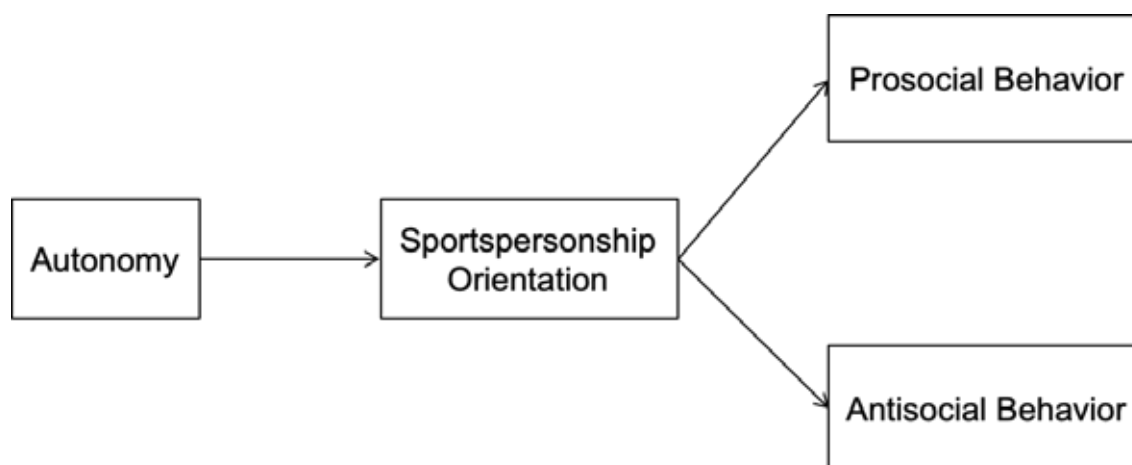 Prosocial Behavior
Autonomy
Sportspersonship
Orientation
Antisocial Behavior